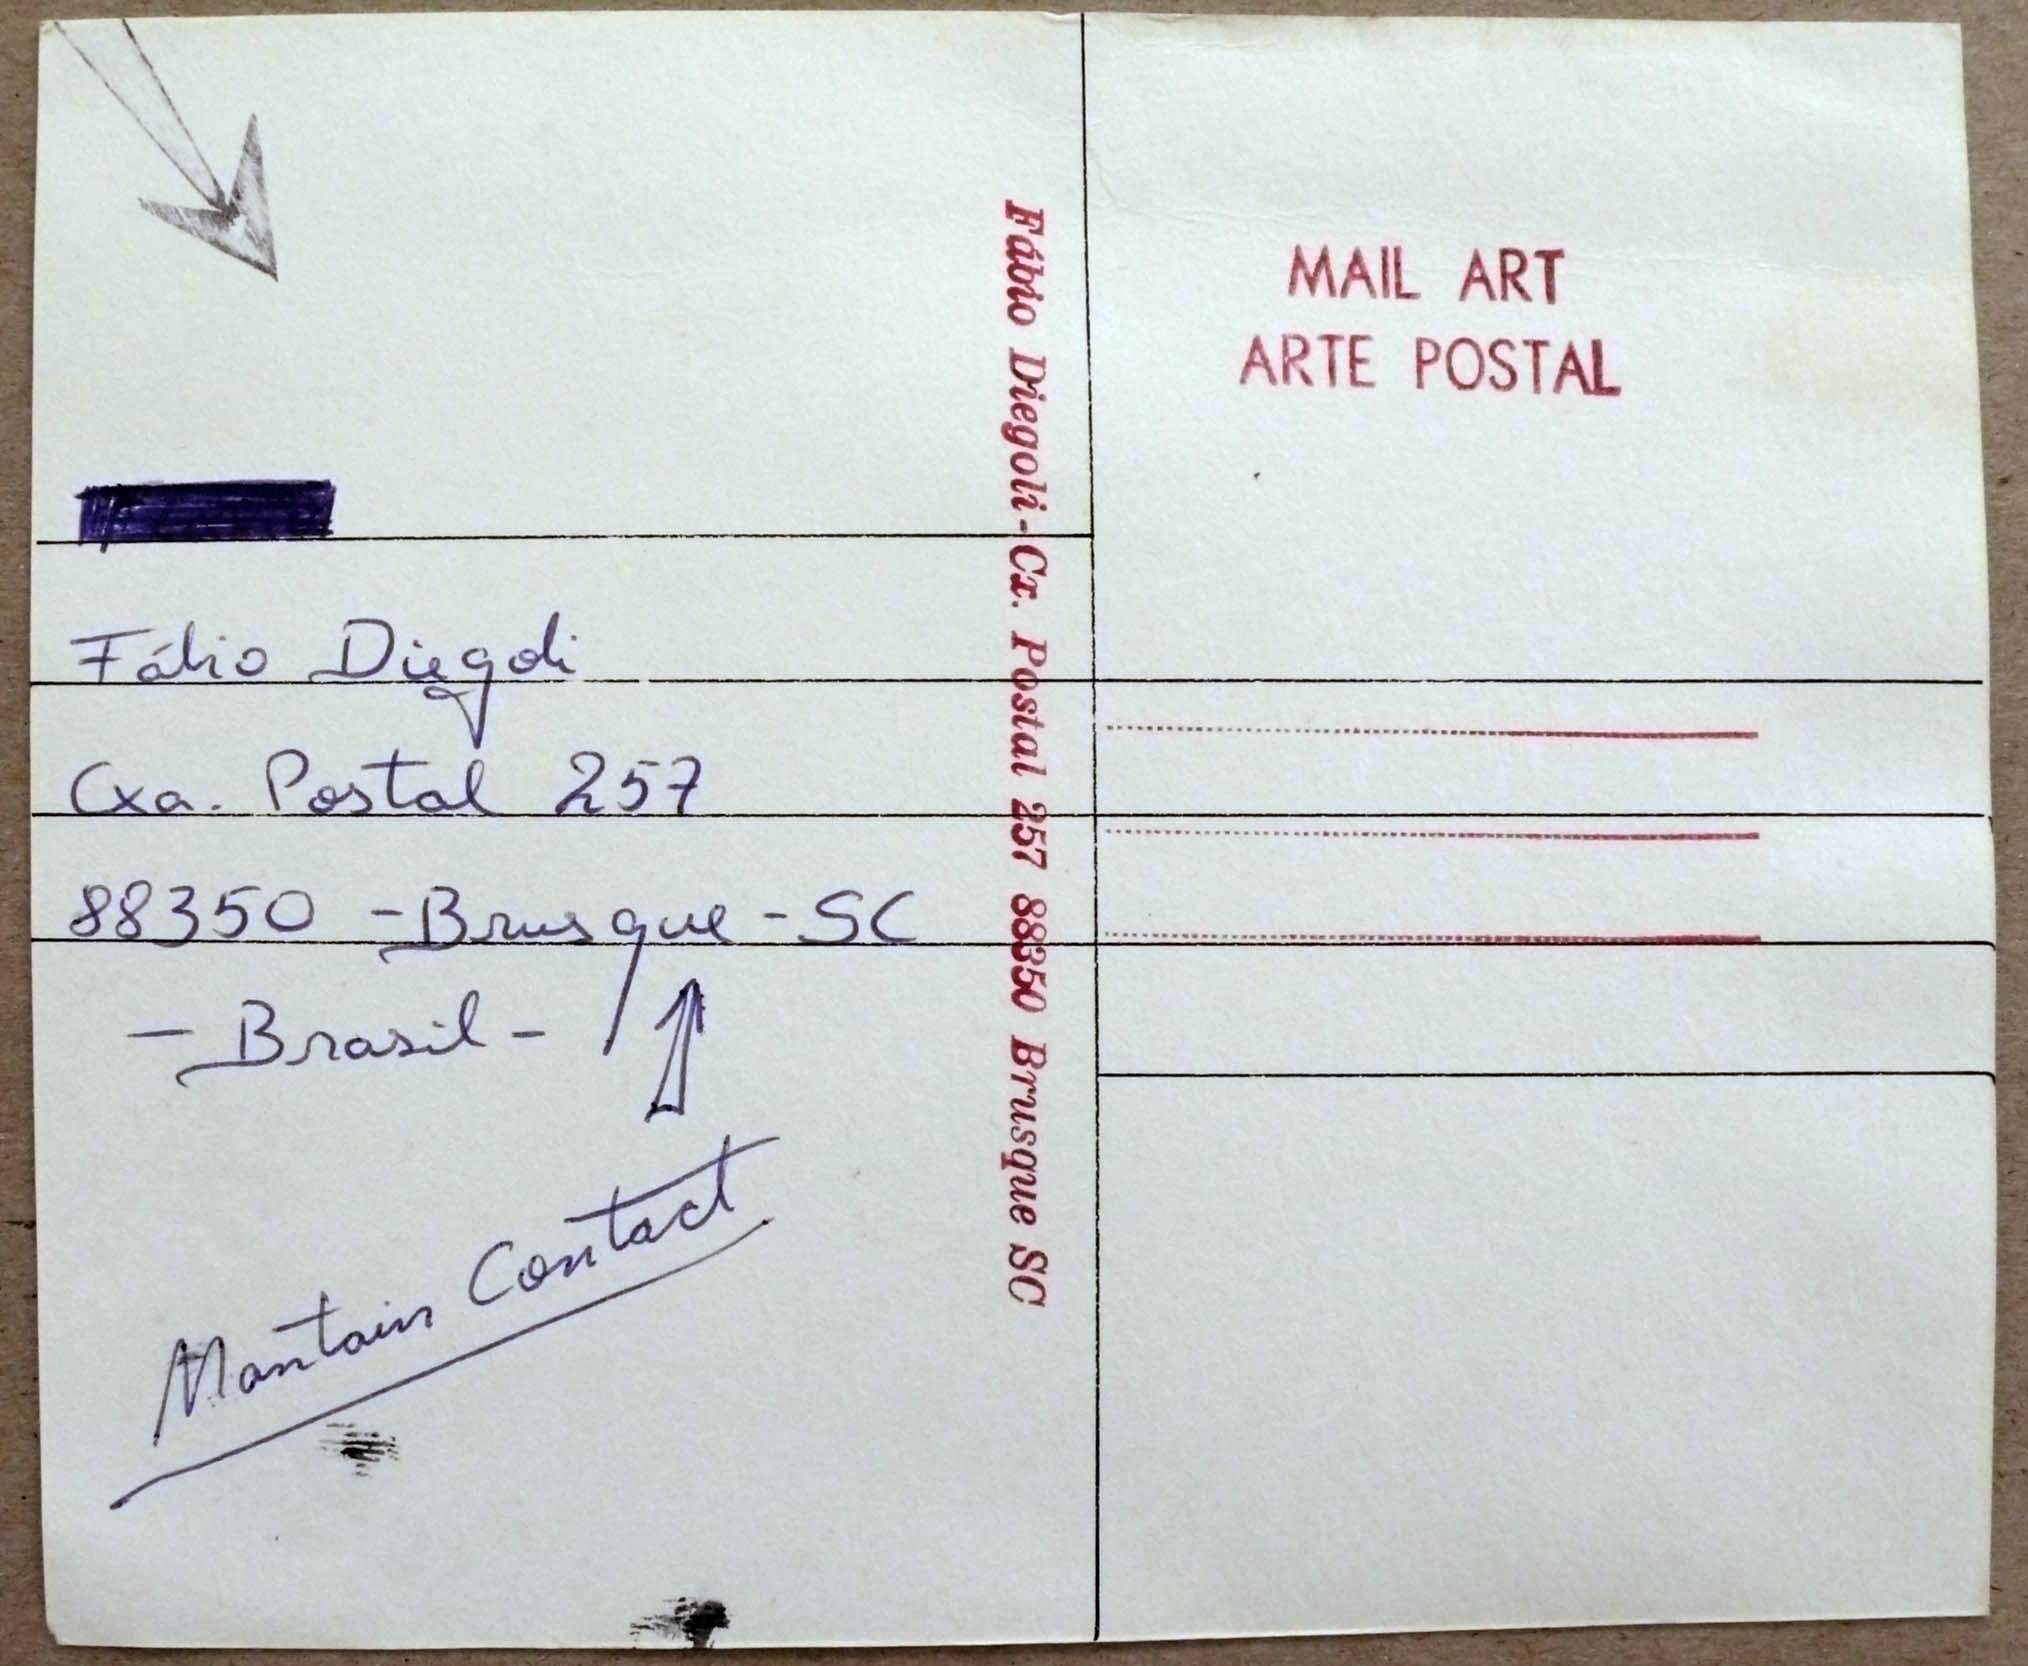 Fábio Diegoli
Cxa. Postal 257
88350 - Brusque - SC
- Brasil -
Mantain Contact
Fábio Diegoli-Cx. Postal 257 88350 Brusque SC
MAIL ART
ARTE POSTAL